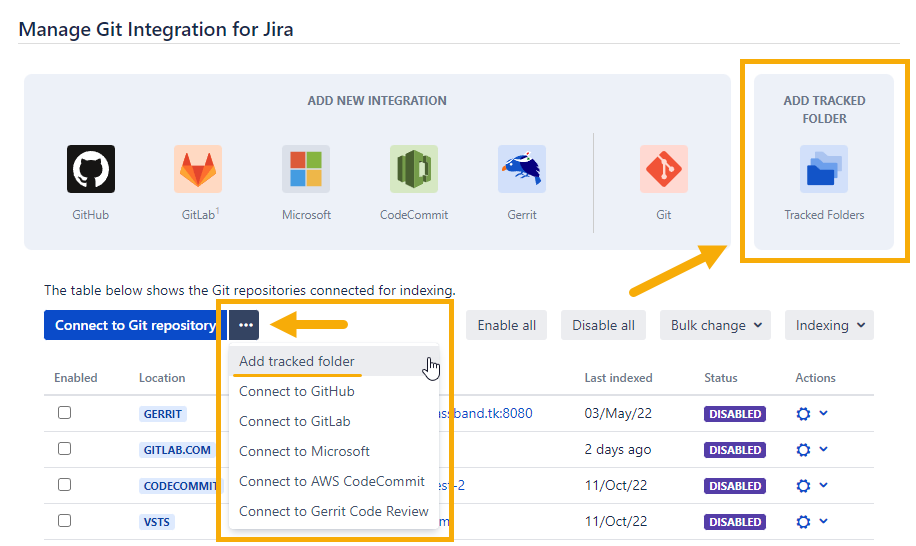 Manage Git Integration for Jira
ADD NEW INTEGRATION
ADD TRACKED
FOLDER
GitHub
GitLab1
Microsoft
CodeCommit
Gerrit
Git
Tracked Folders
The table below shows the Git repositories connected for indexing.
Connect to Git repository
Enable all
Disable all
Bulk change
Indexing
Add tracked folder
Connect to GitHub
Connect to GitLab
Connect to Microsoft
Connect to AWS CodeCommit
Connect to Gerrit Code Review
Enabled Location Last indexed Status Actions
GERRIT ssband.tk:8080 03/May/22 DISABLED
GITLAB.COM 2 days ago DISABLED
CODECOMMIT st-2 11/Oct/22 DISABLED
VSTS m 11/Oct/22 DISABLED